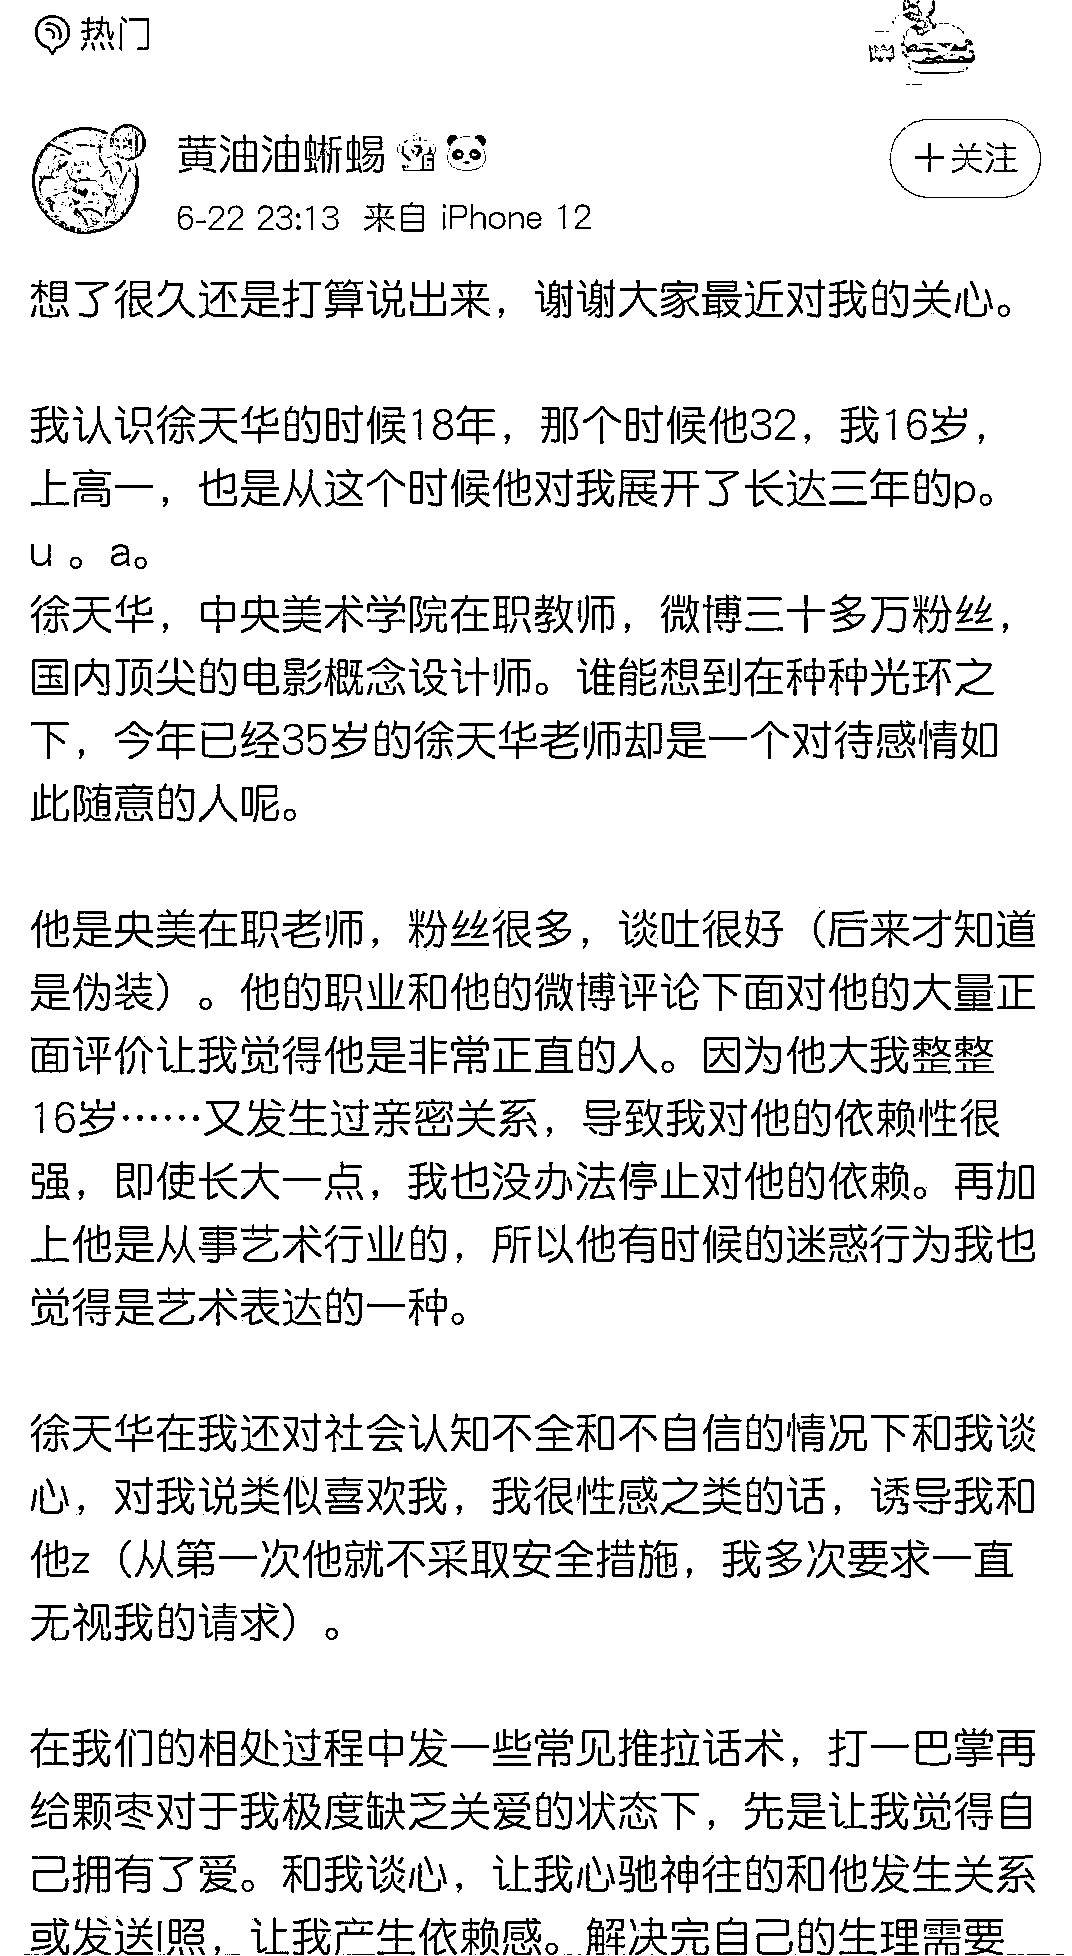 热门
黄油油蜥蜴
+关注
6-22 23:13 来自 iPhone 12
想了很久还是打算说出来，谢谢大家最近对我的关心。
我认识徐天华的时候18年，那个时候他32，我16岁，
上高一，也是从这个时候他对我展开了长达三年的p。
u 。a。
徐天华，中央美术学院在职教师，微博三十多万粉丝，
国内顶尖的电影概念设计师。谁能想到在种种光环之
下，今年已经35岁的徐天华老师却是一个对待感情如
此随意的人呢。
他是央美在职老师，粉丝很多，谈吐很好（后来才知道
是伪装）。他的职业和他的微博评论下面对他的大量正
面评价让我觉得他是非常正直的人。因为他大我整整
16岁……又发生过亲密关系，导致我对他的依赖性很
强，即使长大一点，我也没办法停止对他的依赖。再加
上他是从事艺术行业的，所以他有时候的迷惑行为我也
觉得是艺术表达的一种。
徐天华在我还对社会认知不全和不自信的情况下和我谈
心，对我说类似喜欢我，我很性感之类的话，诱导我和
他z（从第一次他就不采取安全措施，我多次要求一直
无视我的请求）。
在我们的相处过程中发一些常见推拉话术，打一巴掌再
给颗枣对于我极度缺乏关爱的状态下，先是让我觉得自
己拥有了爱。和我谈心，让我心驰神往的和他发生关系
或发送l照，让我产生依赖感。解决完自己的生理需要